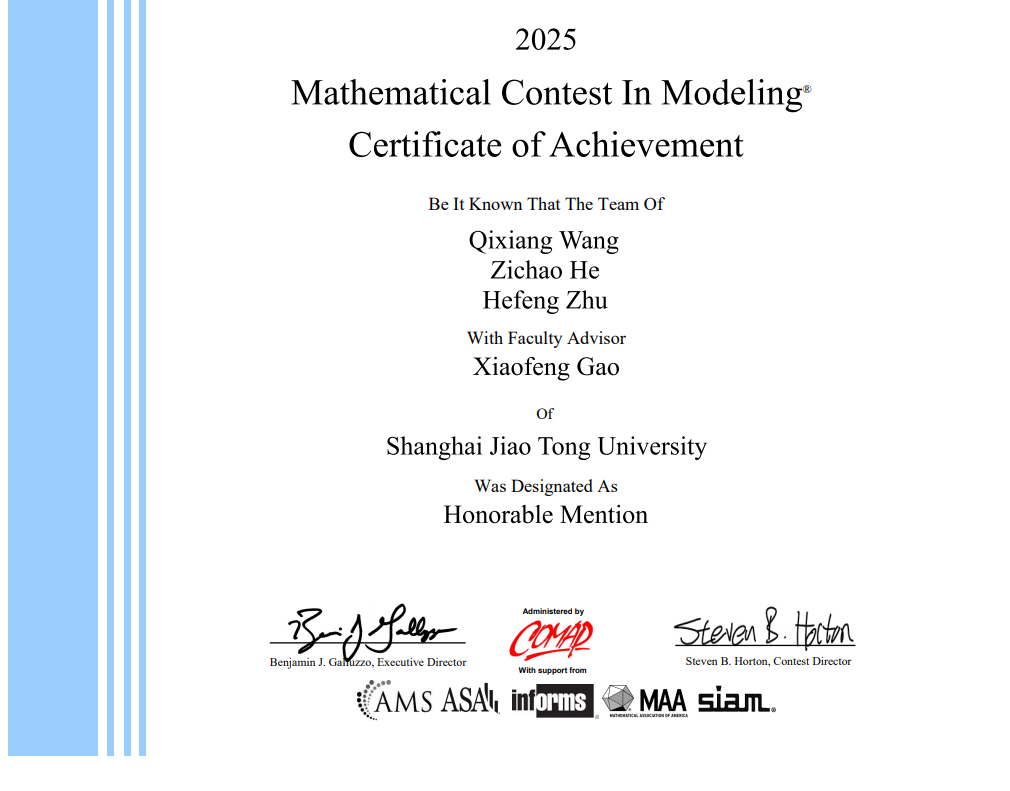 2025
Mathematical Contest In Modeling®
Certificate of Achievement
Be It Known That The Team Of
Qixiang Wang
Zichao He
Hefeng Zhu
With Faculty Advisor
Xiaofeng Gao
Of
Shanghai Jiao Tong University
Was Designated As
Honorable Mention
Administered by
COMAP
With support from
Benjamin J. Galluzzo, Executive Director
Steven B. Horton
Steven B. Horton, Contest Director
AMS ASA informs MAA siam®
MATHEMATICAL ASSOCIATION OF AMERICA